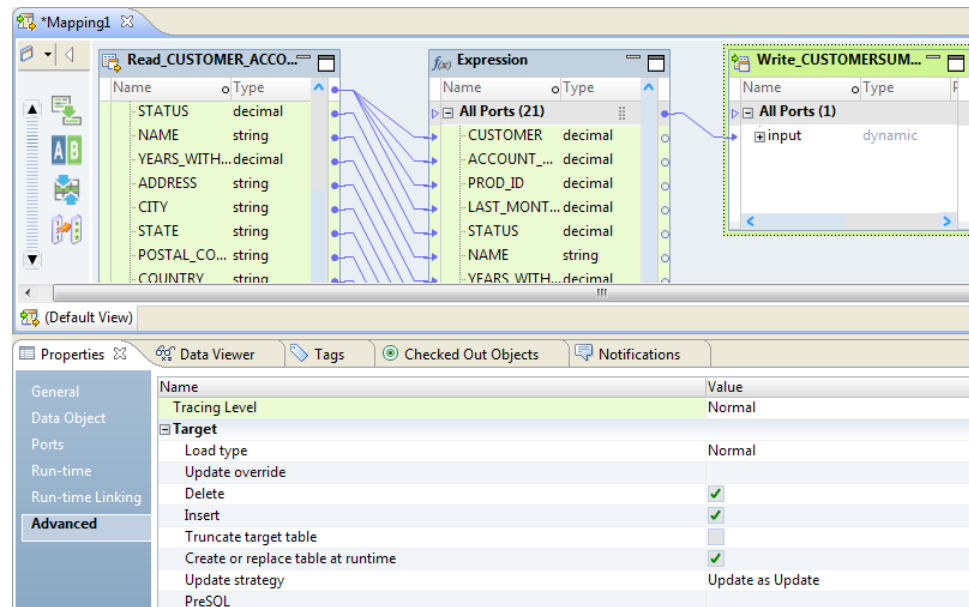 *Mapping1
Read_CUSTOMER_ACCO...
Name Type
STATUS decimal
NAME string
YEARS_WITH... decimal
ADDRESS string
CITY string
STATE string
POSTAL_CO... string
COUNTRY string
f(x) Expression
Name Type
All Ports (21)
CUSTOMER decimal
ACCOUNT_... decimal
PROD_ID decimal
LAST_MONT... decimal
STATUS decimal
NAME string
YEARS_WITH... decimal
Write_CUSTOMERSUM...
Name Type P
All Ports (1)
input dynamic
AB
(Default View)
Properties Data Viewer Tags Checked Out Objects Notifications
General
Data Object
Ports
Run-time
Run-time Linking
Advanced
Name Value
Tracing Level Normal
Target
Load type Normal
Update override
Delete
Insert
Truncate target table
Create or replace table at runtime
Update strategy Update as Update
PreSQL